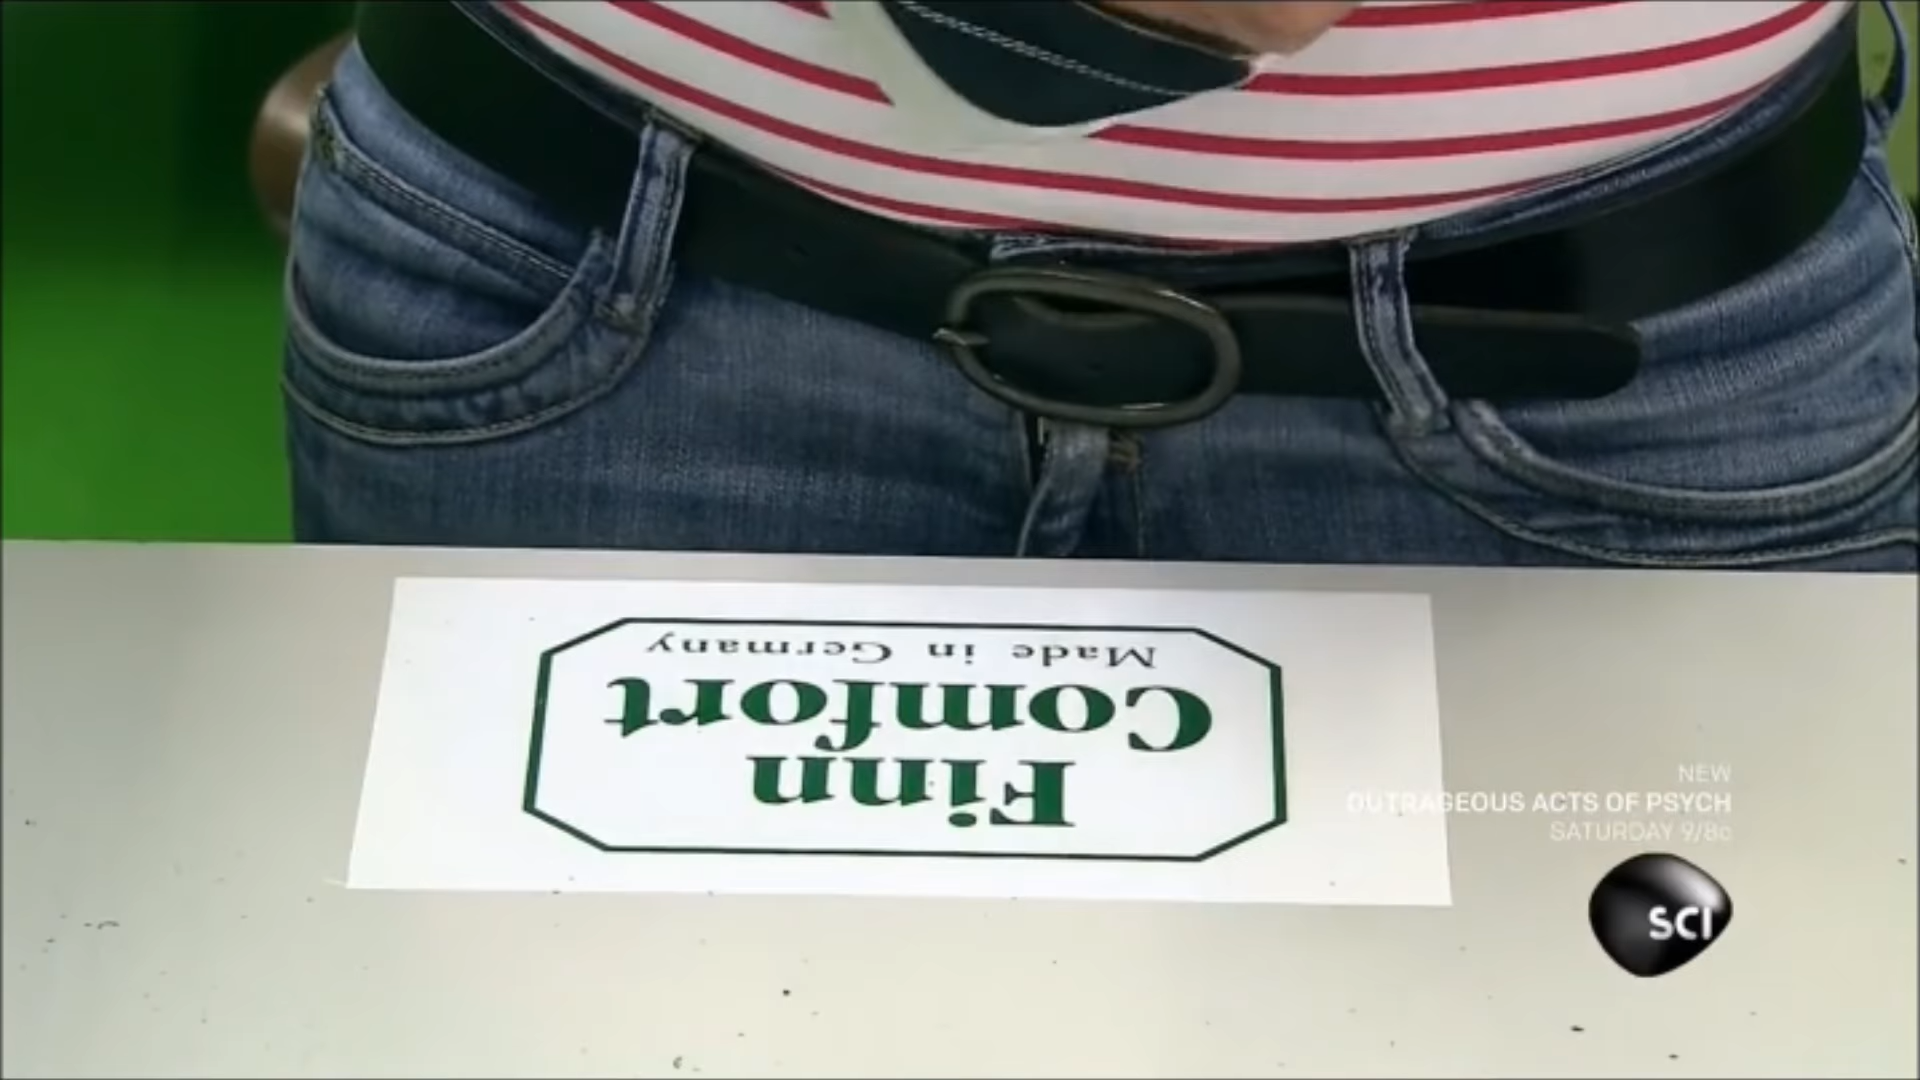 Finn
Comfort
Made in Germany
NEW
OUTRAGEOUS ACTS OF PSYCH
SATURDAY 9/8c
SCI